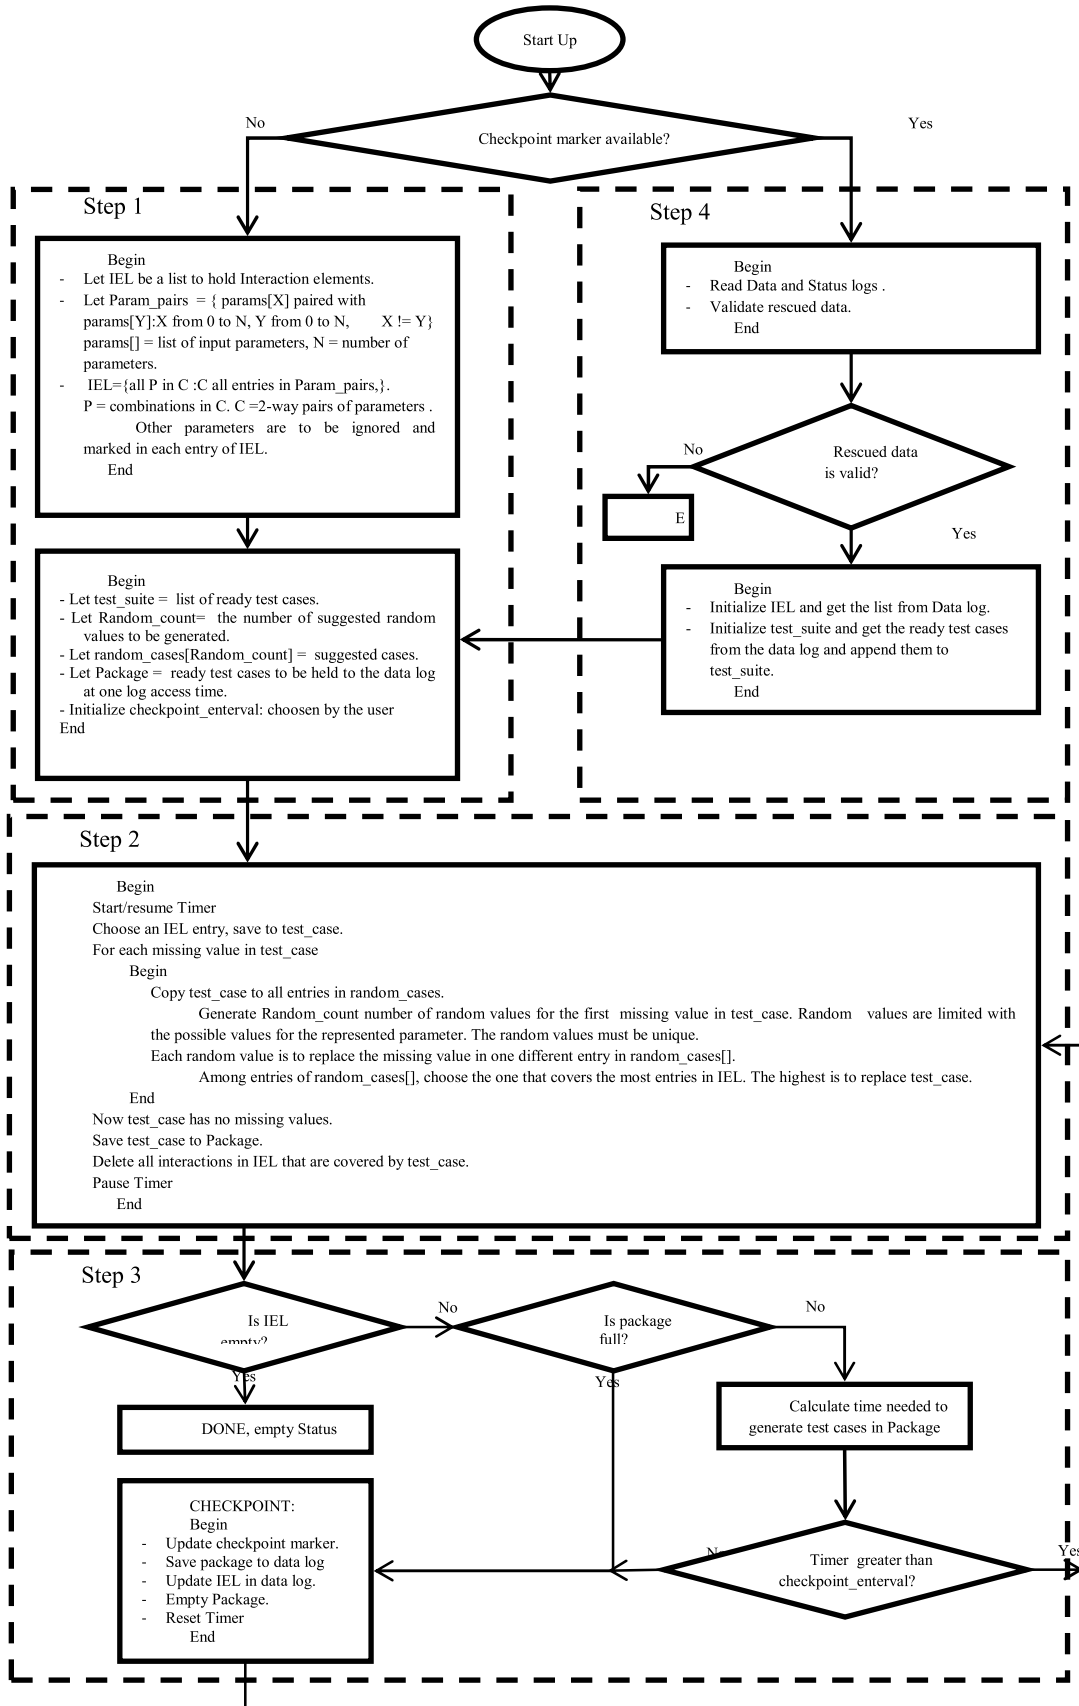 Start Up
Checkpoint marker available?
No
Yes
Step 1
Begin
- Let IEL be a list to hold Interaction elements.
- Let Param_pairs = { params[X] paired with
params[Y]:X from 0 to N, Y from 0 to N, X != Y}
params[] = list of input parameters, N = number of
parameters.
- IEL={all P in C :C all entries in Param_pairs,}.
P = combinations in C. C =2-way pairs of parameters .
Other parameters are to be ignored and
marked in each entry of IEL.
End
Begin
- Let test_suite = list of ready test cases.
- Let Random_count= the number of suggested random
values to be generated.
- Let random_cases[Random_count] = suggested cases.
- Let Package = ready test cases to be held to the data log
at one log access time.
- Initialize checkpoint_enterval: choosen by the user
End
Step 4
Begin
- Read Data and Status logs .
- Validate rescued data.
End
Rescued data
is valid?
No
E
Yes
Begin
- Initialize IEL and get the list from Data log.
- Initialize test_suite and get the ready test cases
from the data log and append them to
test_suite.
End
Step 2
Begin
Start/resume Timer
Choose an IEL entry, save to test_case.
For each missing value in test_case
Begin
Copy test_case to all entries in random_cases.
Generate Random_count number of random values for the first missing value in test_case. Random values are limited with
the possible values for the represented parameter. The random values must be unique.
Each random value is to replace the missing value in one different entry in random_cases[].
Among entries of random_cases[], choose the one that covers the most entries in IEL. The highest is to replace test_case.
End
Now test_case has no missing values.
Save test_case to Package.
Delete all interactions in IEL that are covered by test_case.
Pause Timer
End
Step 3
Is IEL
empty?
No
Is package
full?
No
Yes
Yes
DONE, empty Status
Calculate time needed to
generate test cases in Package
CHECKPOINT:
Begin
- Update checkpoint marker.
- Save package to data log
- Update IEL in data log.
- Empty Package.
- Reset Timer
End
No
Timer greater than
checkpoint_enterval?
Yes